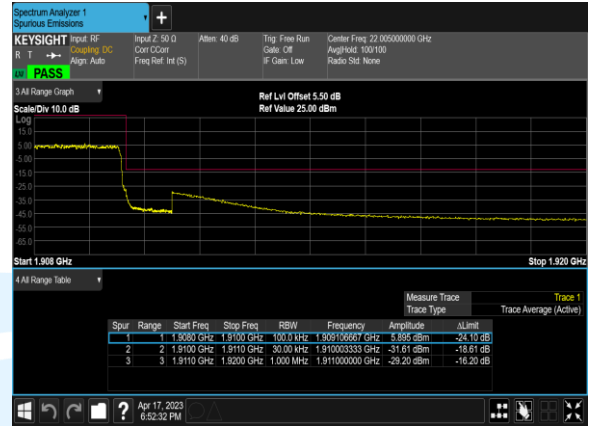 Spectrum Analyzer 1
Spurious Emissions
KEYSIGHT
R T
Input: RF
Coupling: DC
Align: Auto
Input Z: 50 Ω
Corr CCorr
Freq Ref: Int (S)
Atten: 40 dB
Trig: Free Run
Gate: Off
IF Gain: Low
Center Freq: 22.005000000 GHz
Avg|Hold: 100/100
Radio Std: None
PASS
3 All Range Graph
Scale/Div 10.0 dB
Ref Lvl Offset 5.50 dB
Ref Value 25.00 dBm
Log
15.0
5.00
-5.00
-15.0
-25.0
-35.0
-45.0
-55.0
-65.0
Start 1.908 GHz
Stop 1.920 GHz
4 All Range Table
Measure Trace Trace 1
Trace Type Trace Average (Active)
Spur Range Start Freq Stop Freq RBW Frequency Amplitude ΔLimit
1 1 1.9080 GHz 1.9100 GHz 100.0 kHz 1.909106667 GHz 5.895 dBm -24.10 dB
2 2 1.9100 GHz 1.9110 GHz 30.00 kHz 1.910003333 GHz -31.61 dBm -18.61 dB
3 3 1.9110 GHz 1.9200 GHz 1.000 MHz 1.911000000 GHz -29.20 dBm -16.20 dB
?
Apr 17, 2023
6:52:32 PM